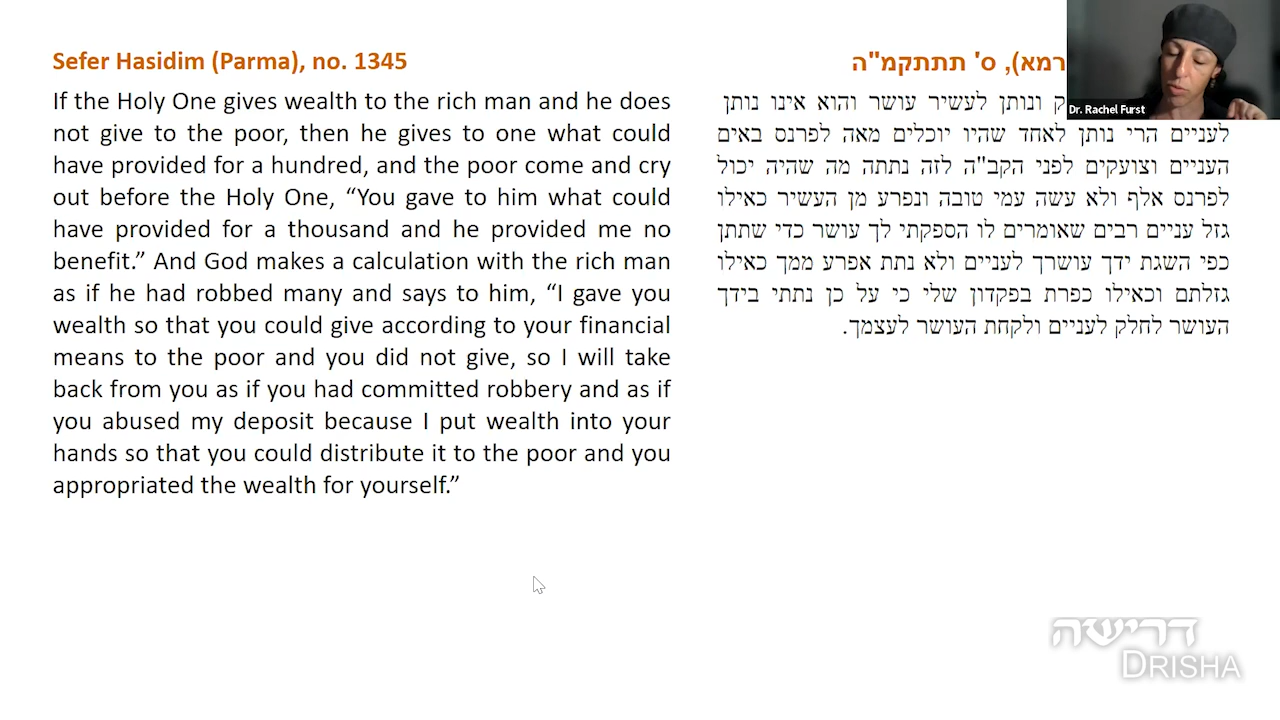 Sefer Hasidim (Parma), no. 1345
If the Holy One gives wealth to the rich man and he does
not give to the poor, then he gives to one what could
have provided for a hundred, and the poor come and cry
out before the Holy One, “You gave to him what could
have provided for a thousand and he provided me no
benefit.” And God makes a calculation with the rich man
as if he had robbed many and says to him, “I gave you
wealth so that you could give according to your financial
means to the poor and you did not give, so I will take
back from you as if you had committed robbery and as if
you abused my deposit because I put wealth into your
hands so that you could distribute it to the poor and you
appropriated the wealth for yourself.”
ס' תתתקמ"ה
ונותן לעשיר עושר והוא אינו נותן
לעניים הרי נותן לאחד שהיו יוכלים מאה לפרנס באים
העניים וצועקים לפני הקב"ה לזה נתתה מה שהיה יכול
לפרנס אלף ולא עשה עמי טובה ונפרע מן העשיר כאילו
גזל עניים רבים שאומרים לו הספקתי לך עושר כדי שתתן
כפי השגת ידך עושרך לעניים ולא נתת אפרע ממך כאילו
גזלתם וכאילו כפרת בפקדון שלי כי על כן נתתי בידך
העושר לחלק לעניים ולקחת העושר לעצמך.
Dr. Rachel Furst
דרישה
DRISHA